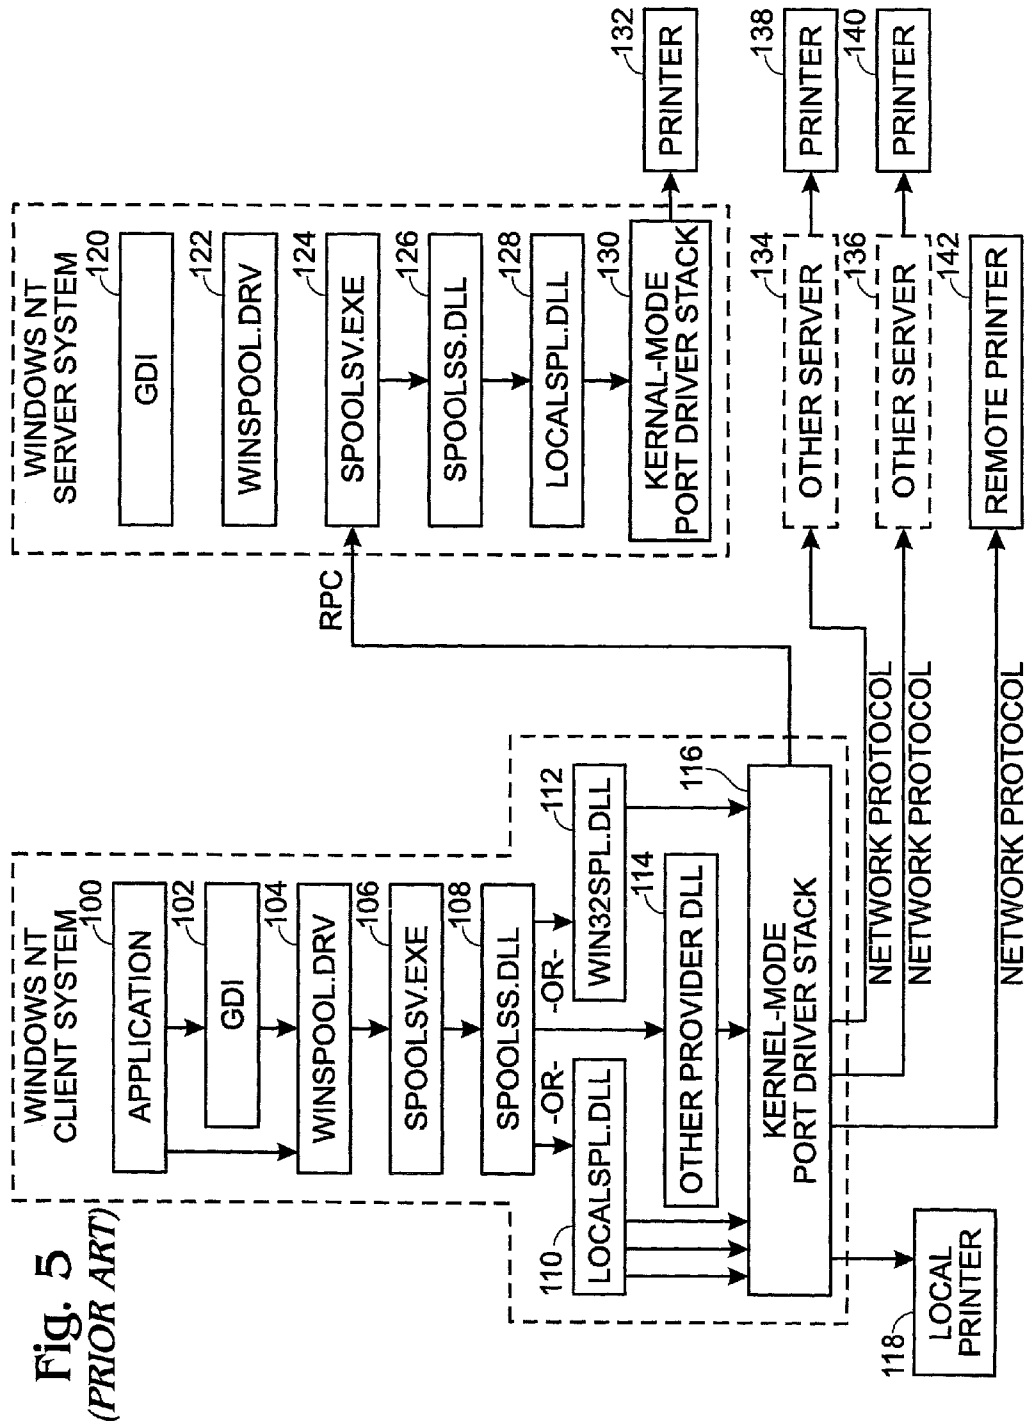 Fig. 5
(PRIOR ART)
WINDOWS NT
CLIENT SYSTEM
100
APPLICATION
102
GDI
104
WINSPOOL.DRV
106
SPOOLSV.EXE
108
SPOOLSS.DLL
-OR-
-OR-
110
LOCALSPL.DLL
112
WIN32SPL.DLL
114
OTHER PROVIDER DLL
116
KERNEL-MODE
PORT DRIVER STACK
118
LOCAL
PRINTER
RPC
NETWORK PROTOCOL
NETWORK PROTOCOL
NETWORK PROTOCOL
WINDOWS NT
SERVER SYSTEM
120
GDI
122
WINSPOOL.DRV
124
SPOOLSV.EXE
126
SPOOLSS.DLL
128
LOCALSPL.DLL
130
KERNAL-MODE
PORT DRIVER STACK
132
PRINTER
134
OTHER SERVER
138
PRINTER
136
OTHER SERVER
140
PRINTER
142
REMOTE PRINTER